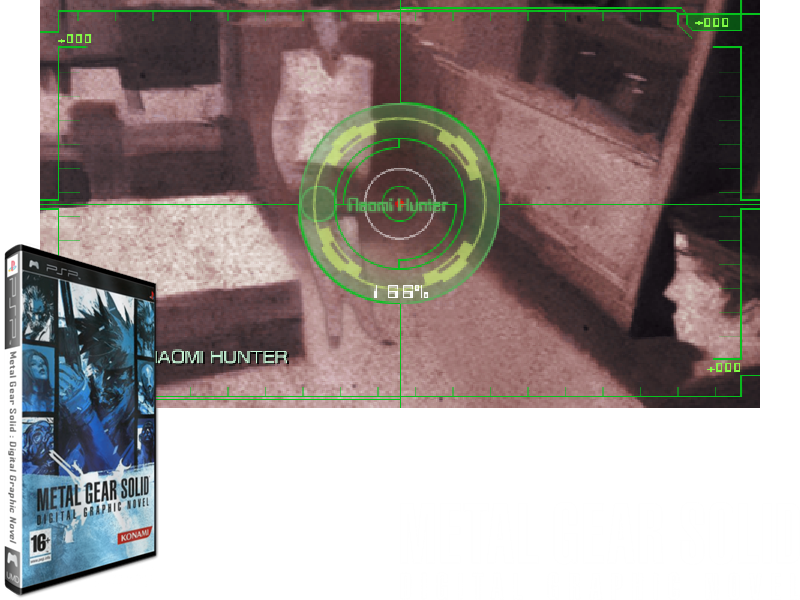 +000
+000
Naomi Hunter
166%
NAOMI HUNTER
+000
PSP
PSP
Metal Gear Solid : Digital Graphic Novel
METAL GEAR SOLID
DIGITAL GRAPHIC NOVEL
16+
KONAMI
UMD